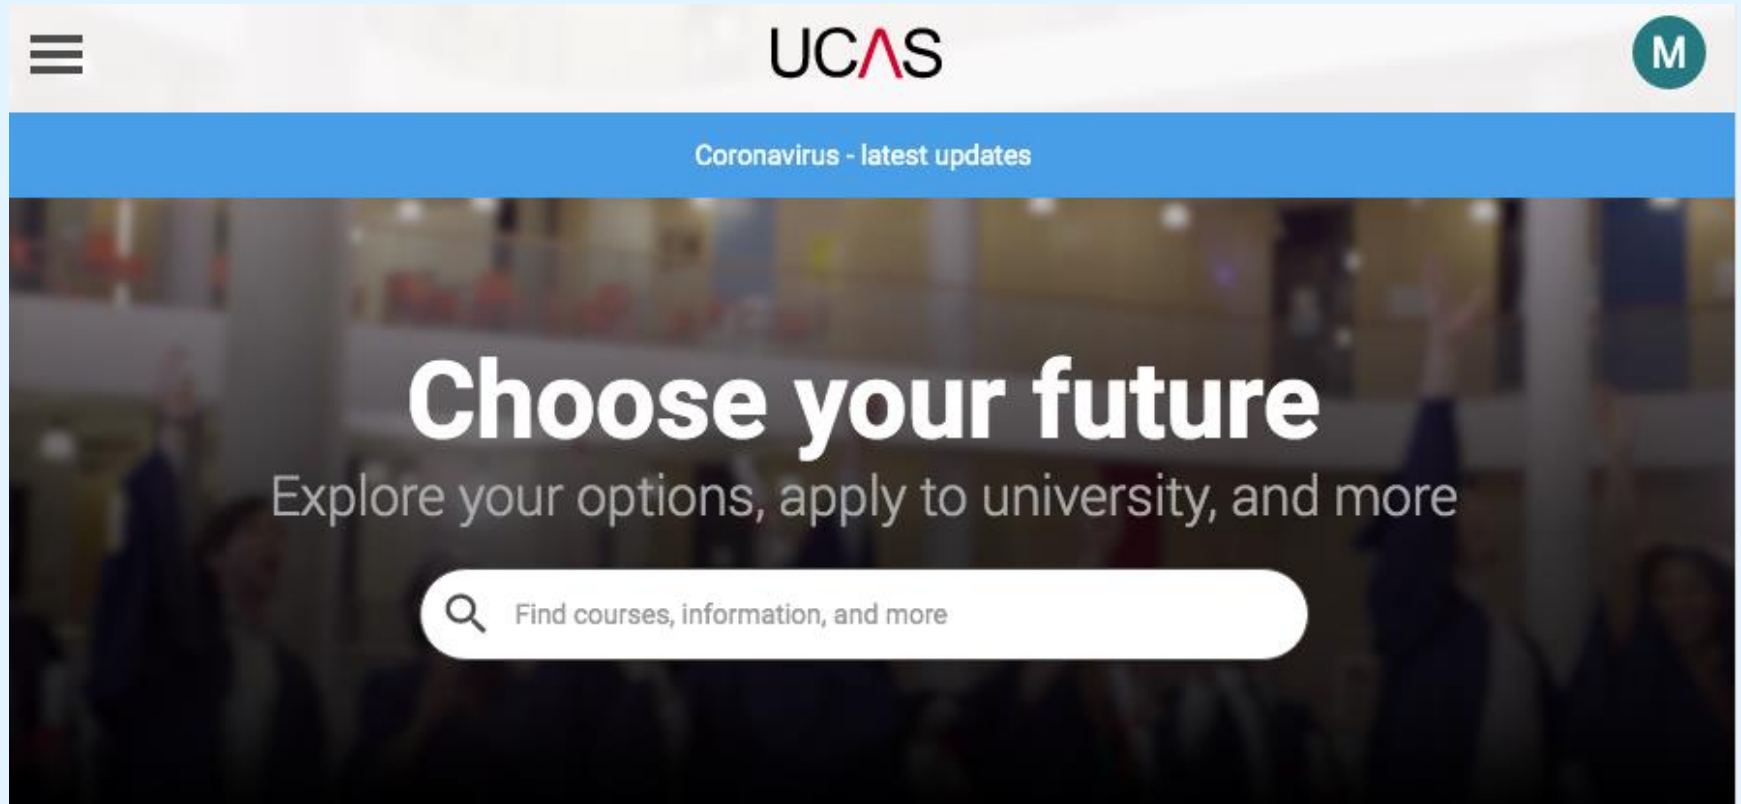 UCAS
M
Coronavirus - latest updates
Choose your future
Explore your options, apply to university, and more
Find courses, information, and more